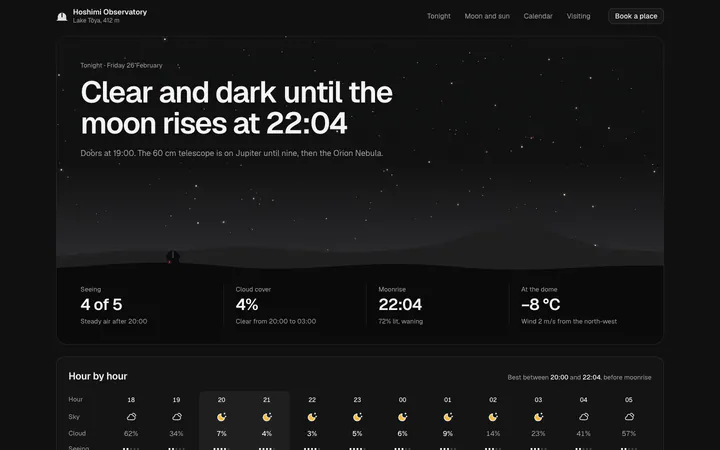 Hoshimi Observatory
Lake Tōya, 412 m
Tonight
Moon and sun
Calendar
Visiting
Book a place
Tonight · Friday 26 February
Clear and dark until the
moon rises at 22:04
Doors at 19:00. The 60 cm telescope is on Jupiter until nine, then the Orion Nebula.
Seeing
4 of 5
Steady air after 20:00
Cloud cover
4%
Clear from 20:00 to 03:00
Moonrise
22:04
72% lit, waning
At the dome
−8 °C
Wind 2 m/s from the north-west
Hour by hour
Best between 20:00 and 22:04, before moonrise
Hour 18 19 20 21 22 23 00 01 02 03 04 05
Sky
Cloud 62% 34% 7% 4% 3% 5% 6% 9% 14% 23% 41% 57%
Seeing